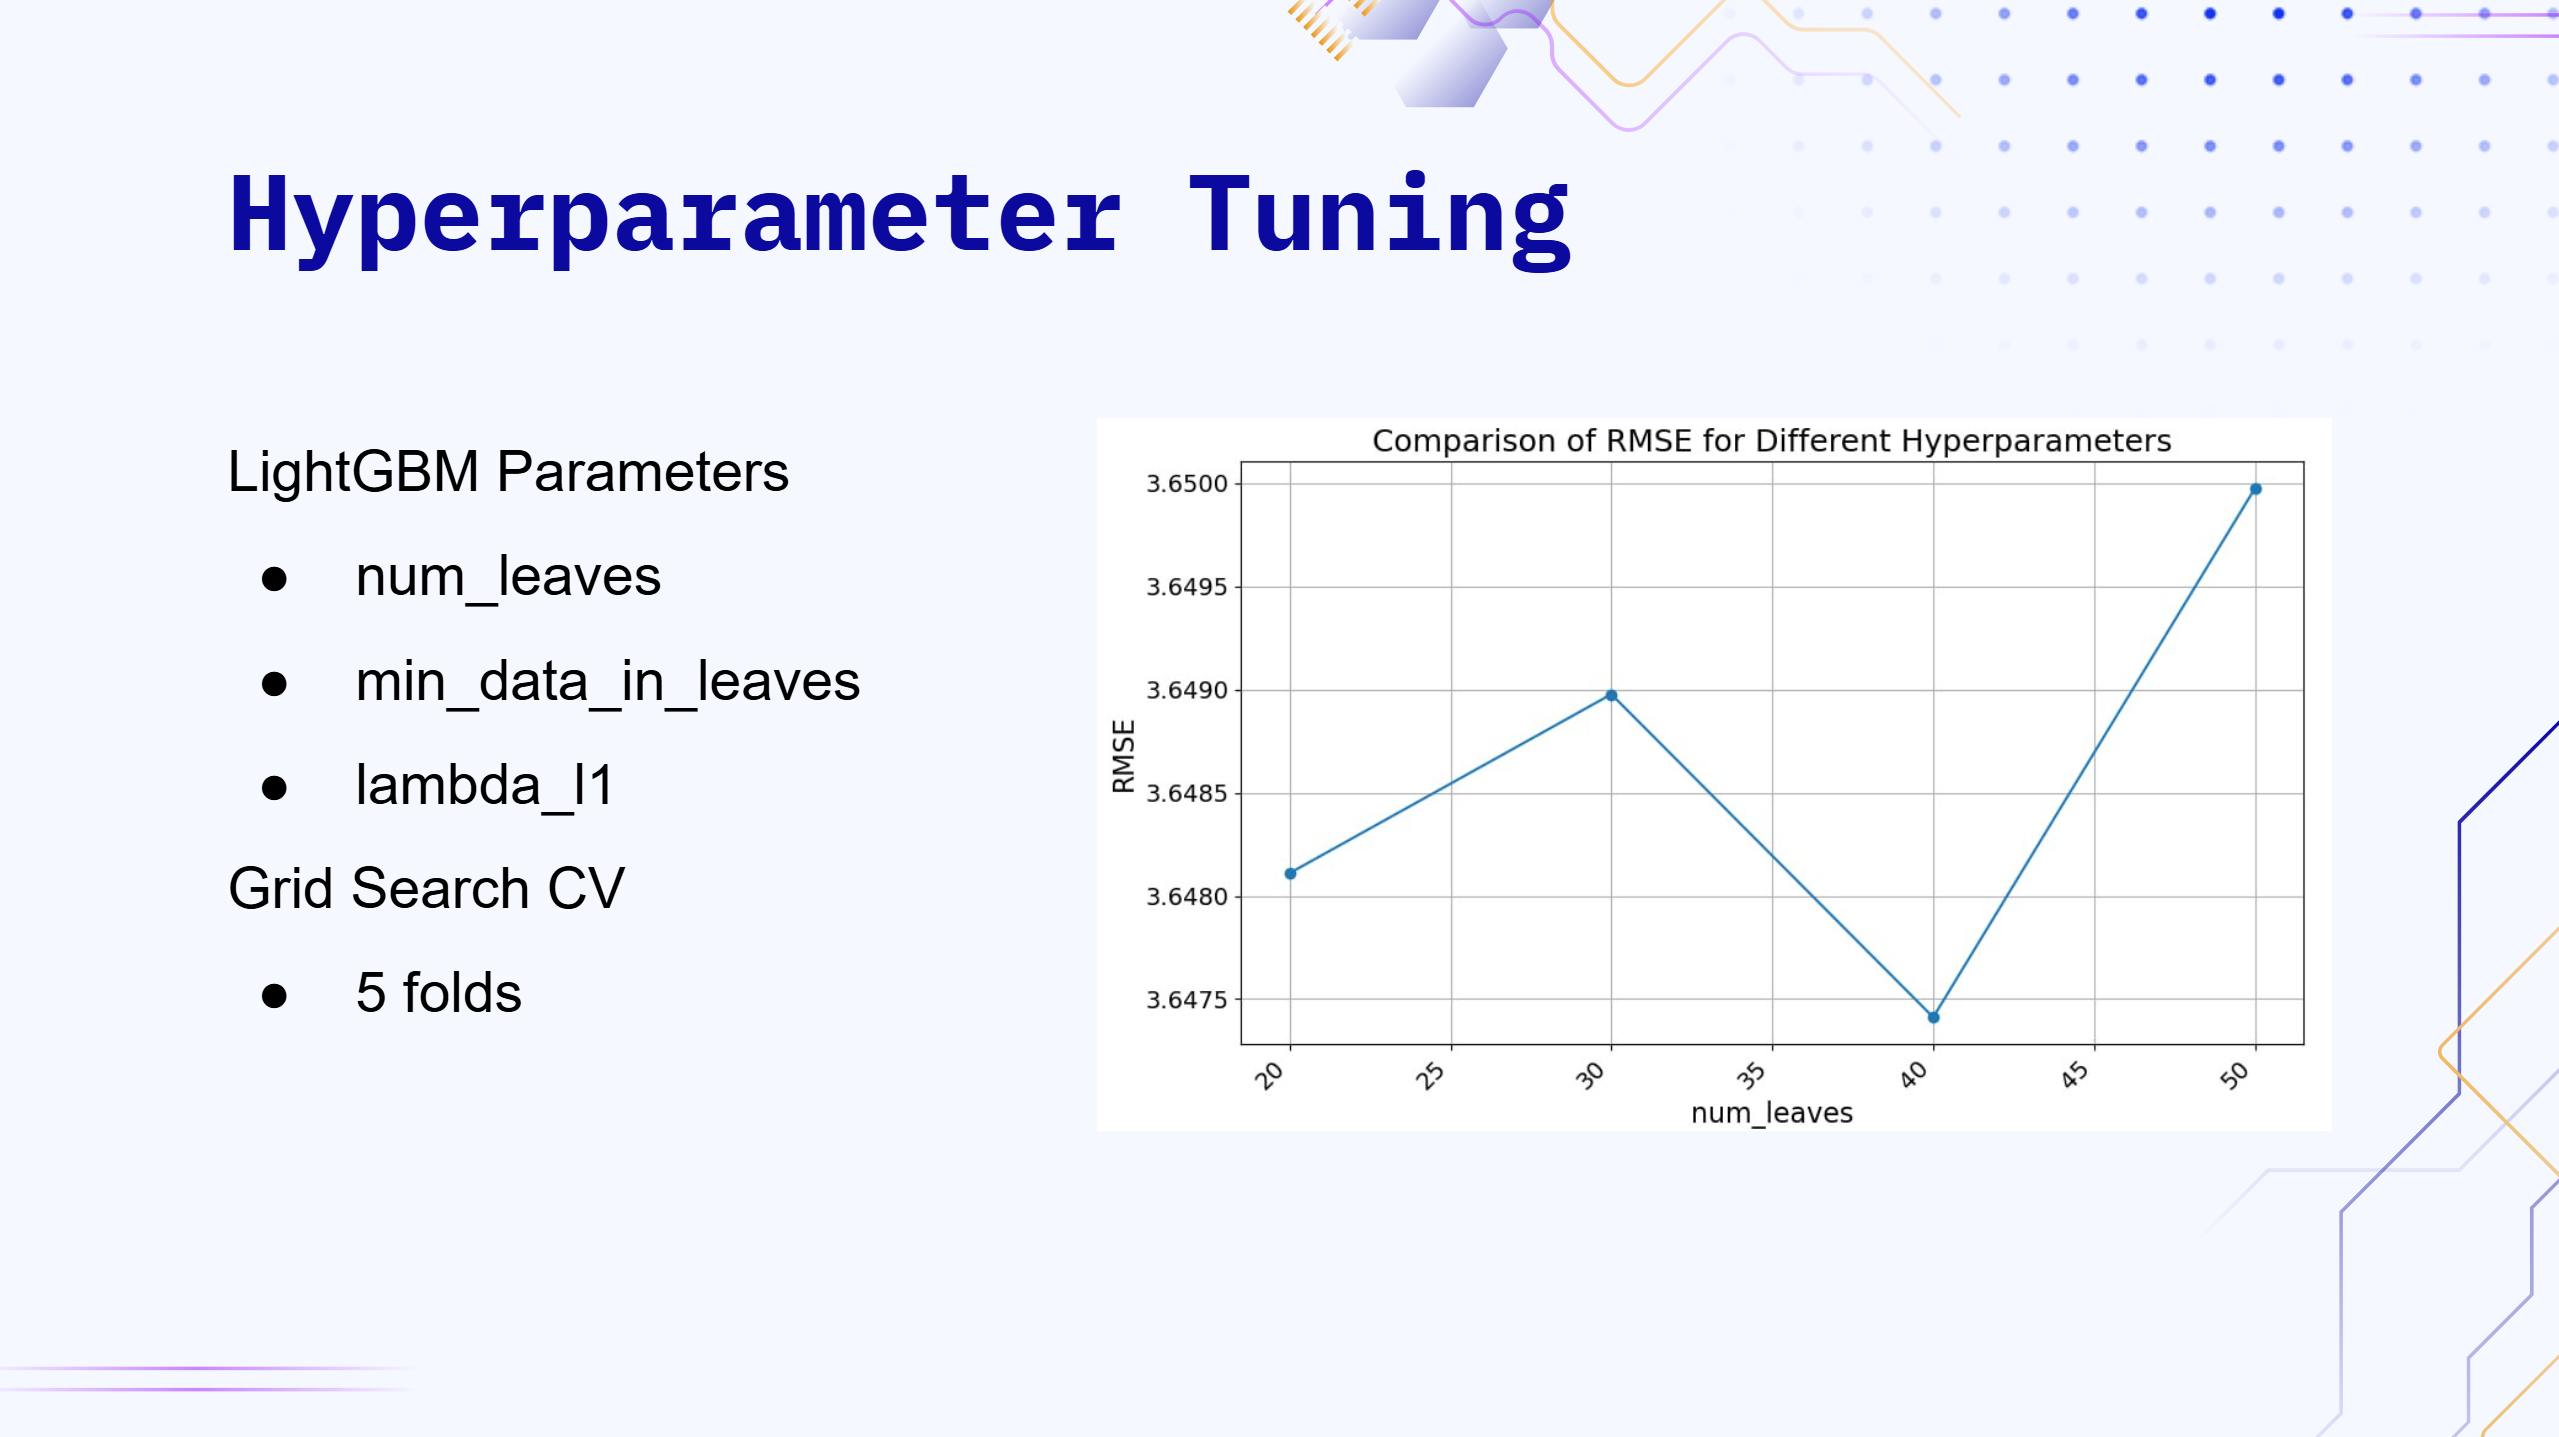 Hyperparameter Tuning
LightGBM Parameters
● num_leaves
● min_data_in_leaves
● lambda_l1
Grid Search CV
● 5 folds
Comparison of RMSE for Different Hyperparameters
RMSE
3.6500
3.6495
3.6490
3.6485
3.6480
3.6475
20 25 30 35 40 45 50
num_leaves